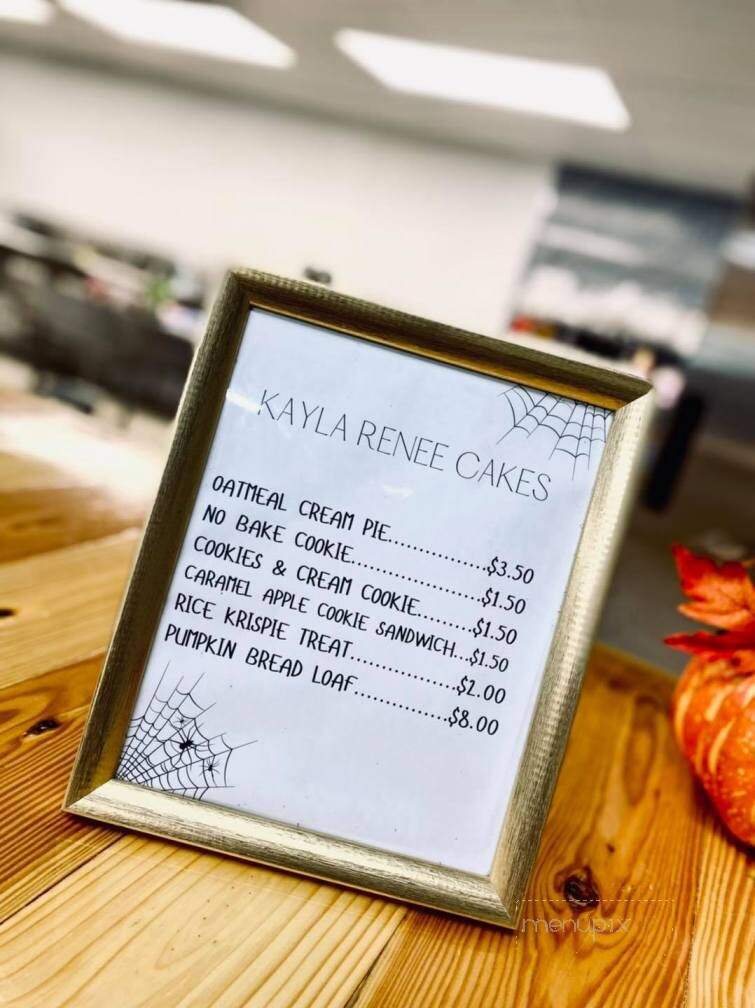 KAYLA RENEE CAKES
OATMEAL CREAM PIE................$3.50
NO BAKE COOKIE.....................$1.50
COOKIES & CREAM COOKIE.........$1.50
CARAMEL APPLE COOKIE SANDWICH...$1.50
RICE KRISPIE TREAT.................$2.00
PUMPKIN BREAD LOAF...............$8.00
menupix